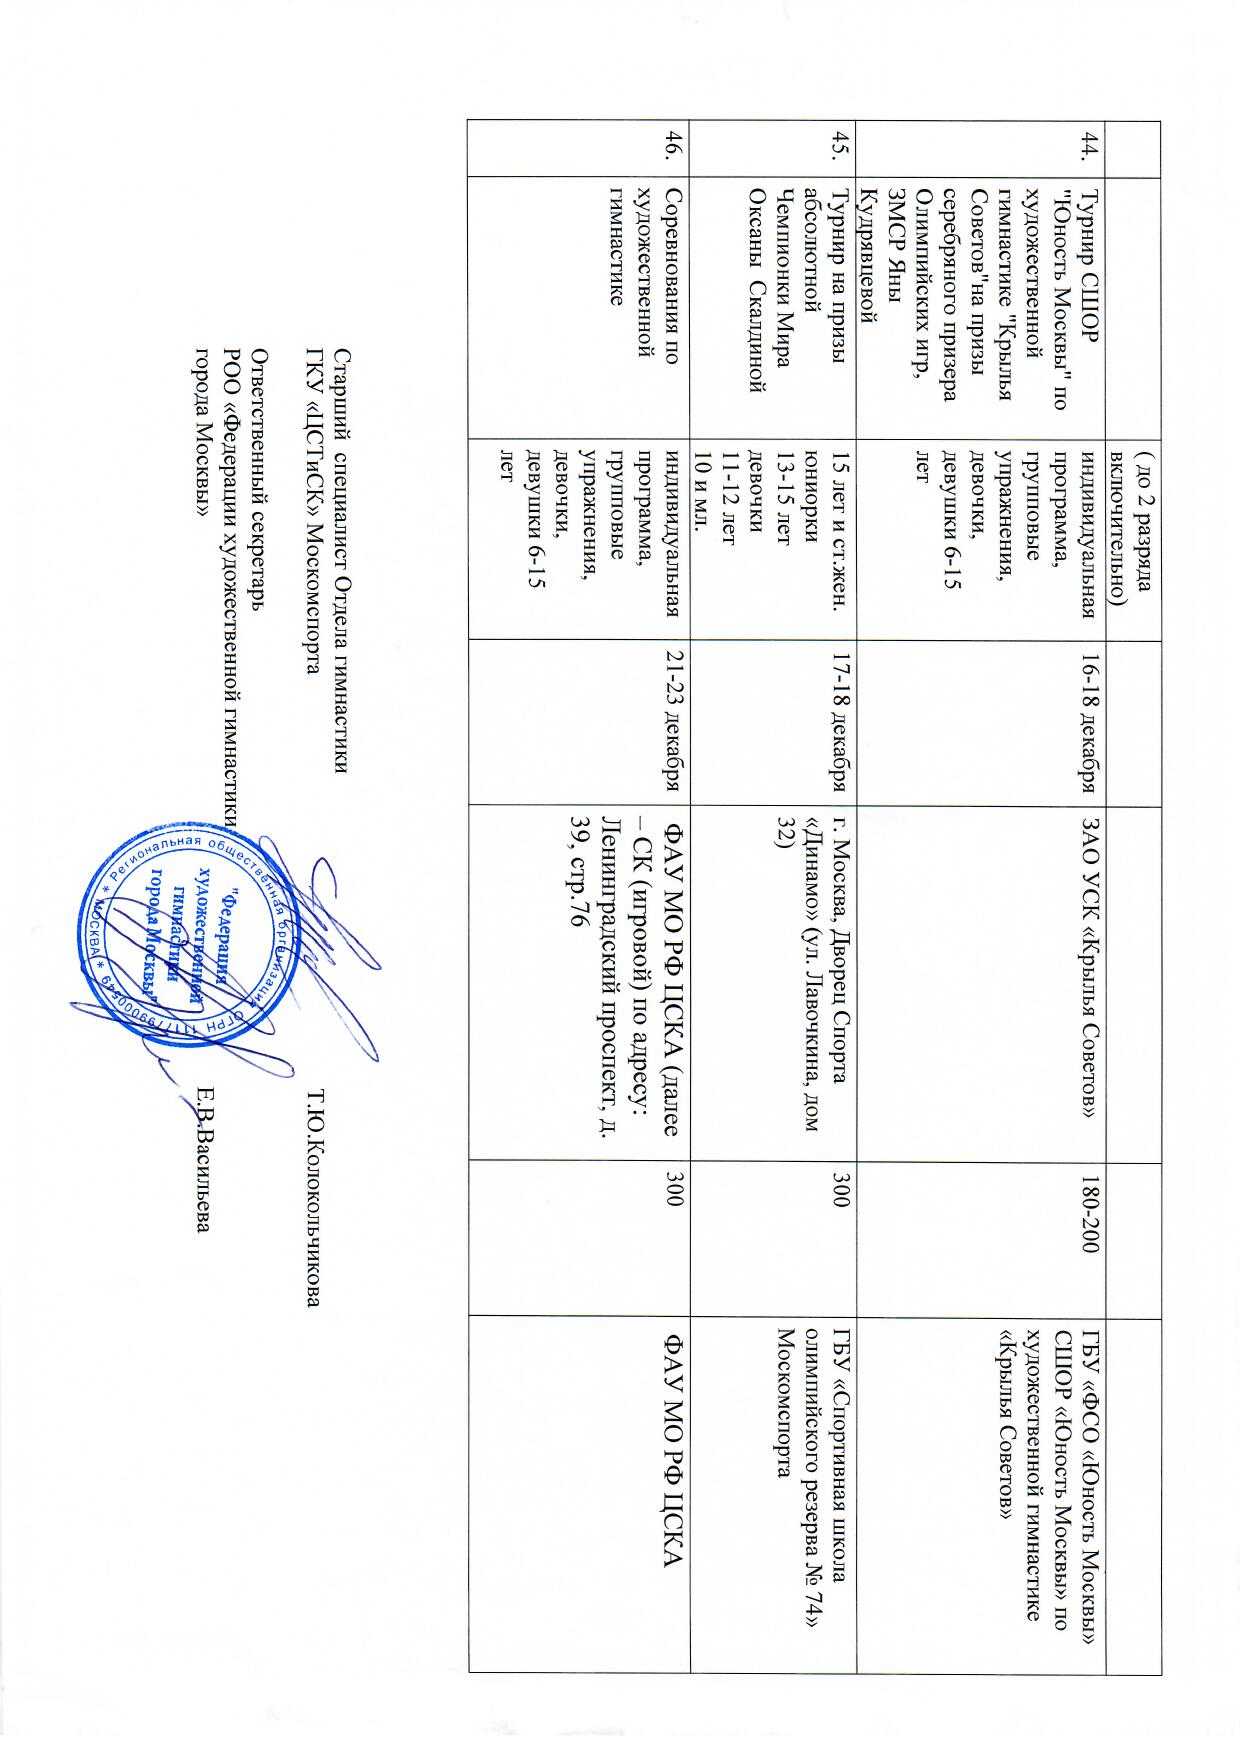 ( до 2 разряда
включительно)
44.
Турнир СШОР
"Юность Москвы" по
художественной
гимнастике "Крылья
Советов"на призы
серебряного призера
Олимпийских игр,
ЗМСР Яны
Кудрявцевой
индивидуальная
программа,
групповые
упражнения,
девочки,
девушки 6-15
лет
16-18 декабря
ЗАО УСК «Крылья Советов»
180-200
ГБУ «ФСО «Юность Москвы»
СШОР «Юность Москвы» по
художественной гимнастике
«Крылья Советов»
45.
Турнир на призы
абсолютной
Чемпионки Мира
Оксаны Скалдиной
15 лет и ст.жен.
юниорки
13-15 лет
девочки
11-12 лет
10 и мл.
17-18 декабря
г. Москва, Дворец Спорта
«Динамо» (ул. Лавочкина, дом
32)
300
ГБУ «Спортивная школа
олимпийского резерва № 74»
Москомспорта
46.
Соревнования по
художественной
гимнастике
индивидуальная
программа,
групповые
упражнения,
девочки,
девушки 6-15
лет
21-23 декабря
ФАУ МО РФ ЦСКА (далее
– СК (игровой) по адресу:
Ленинградский проспект, д.
39, стр.76
300
ФАУ МО РФ ЦСКА
Старший специалист Отдела гимнастики
ГКУ «ЦСТиСК» Москомспорта
Т.Ю.Колокольчикова
Ответственный секретарь
РОО «Федерации художественной гимнастики
города Москвы»
Е.В.Васильева
Региональная общественная организация ОГРН 1117799000549
* МОСКВА *
"Федерация
художественной
гимнастики
города Москвы"